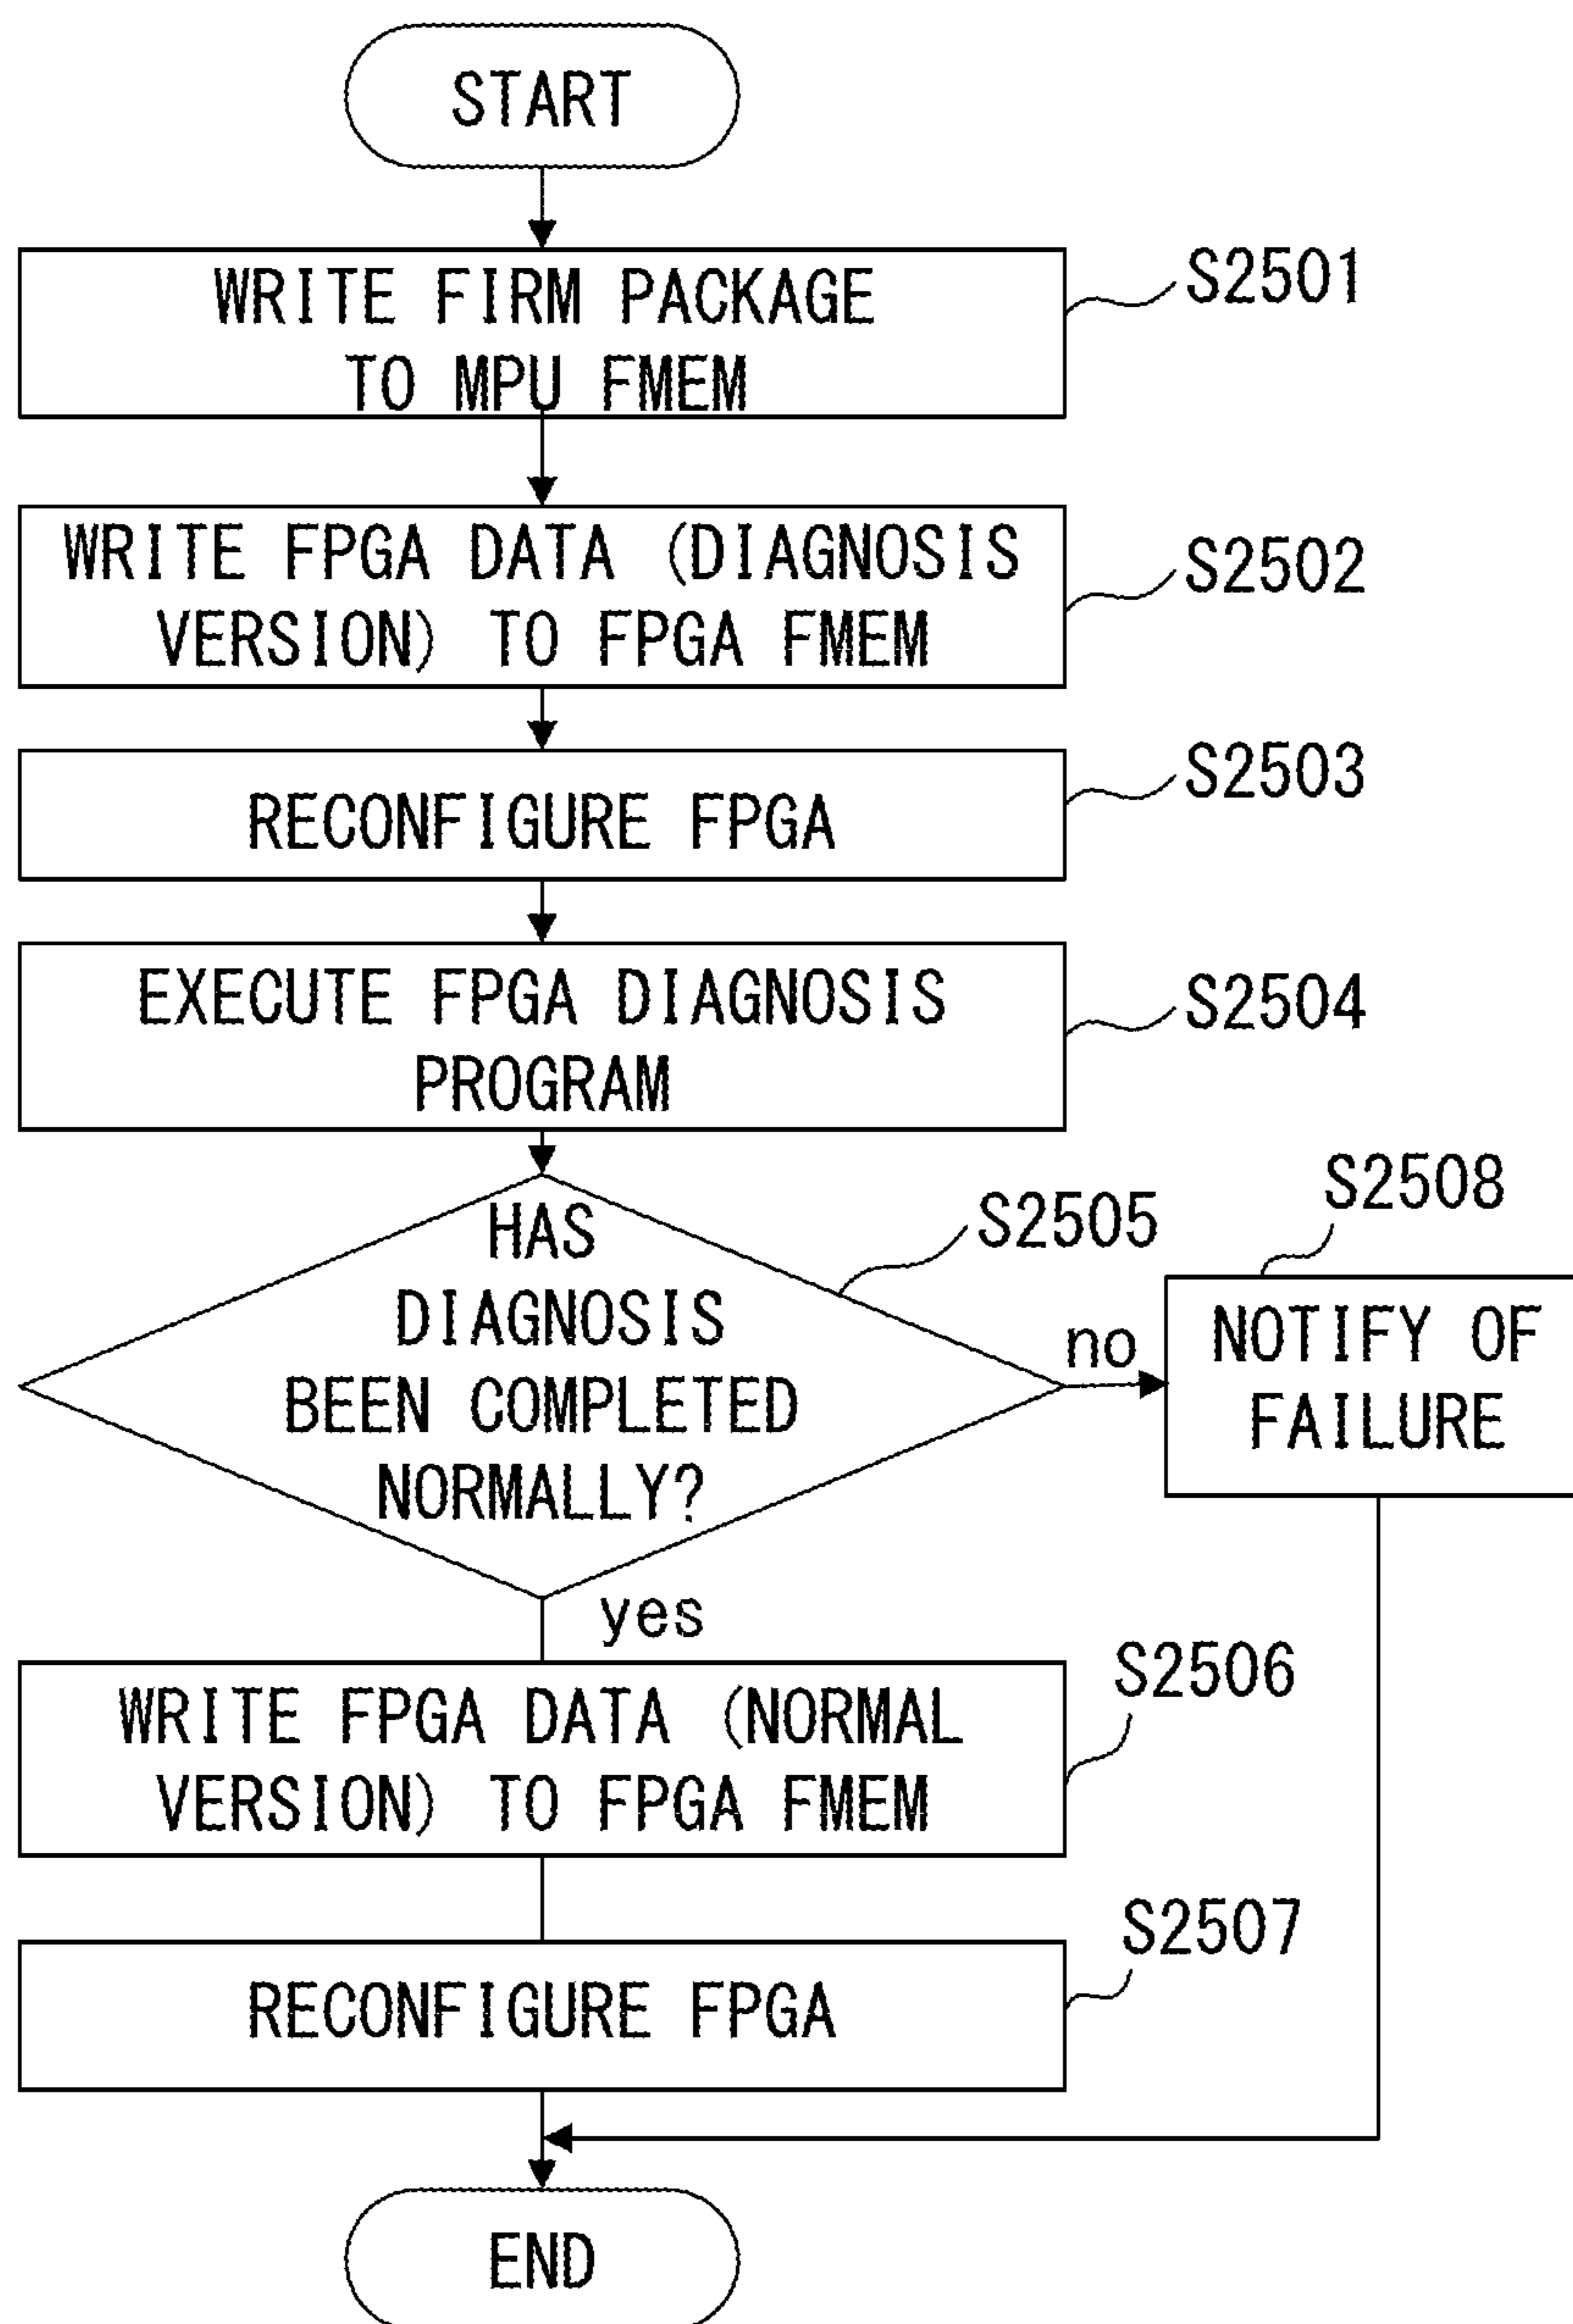 START
WRITE FIRM PACKAGE
TO MPU FMEM
S2501
WRITE FPGA DATA (DIAGNOSIS
VERSION) TO FPGA FMEM
S2502
RECONFIGURE FPGA
S2503
EXECUTE FPGA DIAGNOSIS
PROGRAM
S2504
HAS
DIAGNOSIS
BEEN COMPLETED
NORMALLY?
S2505
no
S2508
NOTIFY OF
FAILURE
yes
WRITE FPGA DATA (NORMAL
VERSION) TO FPGA FMEM
S2506
RECONFIGURE FPGA
S2507
END